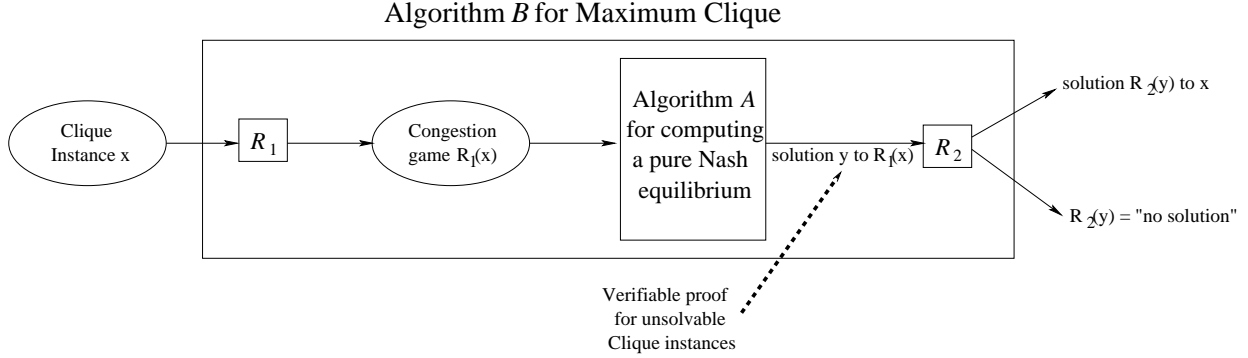 Algorithm B for Maximum Clique
Clique
Instance x
R 1
Congestion
game R1(x)
Algorithm A
for computing
a pure Nash
equilibrium
solution y to R1(x)
R 2
solution R 2(y) to x
R 2(y) = "no solution"
Verifiable proof
for unsolvable
Clique instances